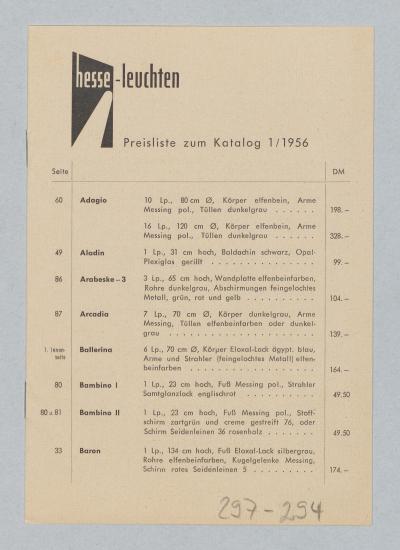 hesse-leuchten
Preisliste zum Katalog 1/1956
Seite DM
60 Adagio 10 Lp., 80 cm Ø, Körper elfenbein, Arme
Messing pol., Tüllen dunkelgrau . . . . . . 198.–
16 Lp., 120 cm Ø, Körper elfenbein, Arme
Messing pol., Tüllen dunkelgrau . . . . . . 328.–
49 Aladin 1 Lp., 31 cm hoch, Baldachin schwarz, Opal-
Plexiglas gerillt . . . . . . . . . . . . . . 99.–
86 Arabeske – 3 3 Lp., 65 cm hoch, Wandplatte elfenbeinfarben,
Rohre dunkelgrau, Abschirmungen feingelochtes
Metall, grün, rot und gelb . . . . . . . . . 104.–
87 Arcadia 7 Lp., 70 cm Ø, Körper dunkelgrau, Arme
Messing, Tüllen elfenbeinfarben oder dunkel-
grau . . . . . . . . . . . . . . . . . 139.–
1. Innen-
seite Ballerina 6 Lp., 70 cm Ø, Körper Eloxal-Lack ägypt. blau,
Arme und Strahler (feingelochtes Metall) elfen-
beinfarben . . . . . . . . . . . . . . . 164.–
80 Bambino I 1 Lp., 23 cm hoch, Fuß Messing pol., Strahler
Samtglanzlack englischrot . . . . . . . . . 49.50
80 u. 81 Bambino II 1 Lp., 23 cm hoch, Fuß Messing pol., Stoff-
schirm zartgrün und creme gestreift 76, oder
Schirm Seidenleinen 36 rosenholz . . . . . . . 49.50
33 Baron 1 Lp., 134 cm hoch, Fuß Eloxal-Lack silbergrau,
Rohre elfenbeinfarben, Kugelgelenke Messing,
Schirm rotes Seidenleinen 5 . . . . . . . . . 174.–
297 – 294